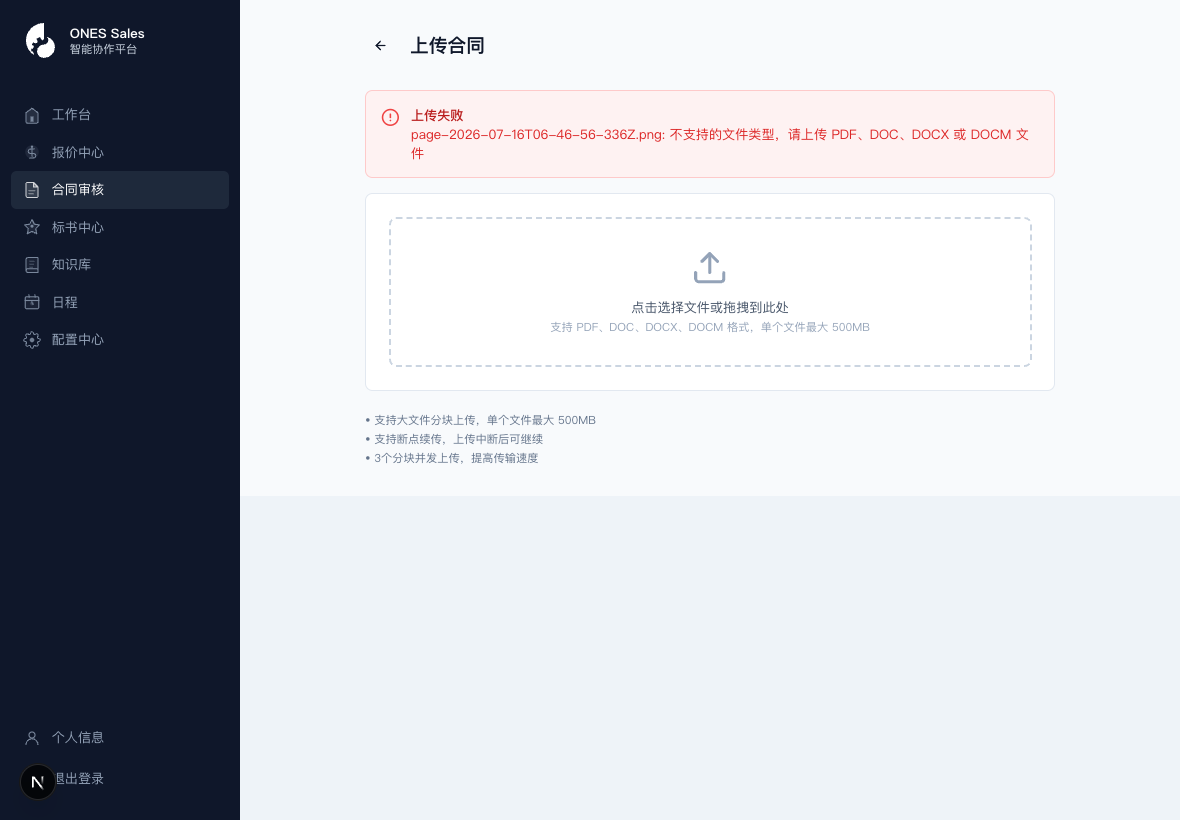 ONES Sales
智能协作平台
工作台
报价中心
合同审核
标书中心
知识库
日程
配置中心
个人信息
N
退出登录
上传合同
上传失败
page-2026-07-16T06-46-56-336Z.png: 不支持的文件类型，请上传 PDF、DOC、DOCX 或 DOCM 文
件
点击选择文件或拖拽到此处
支持 PDF、DOC、DOCX、DOCM 格式，单个文件最大 500MB
• 支持大文件分块上传，单个文件最大 500MB
• 支持断点续传，上传中断后可继续
• 3个分块并发上传，提高传输速度